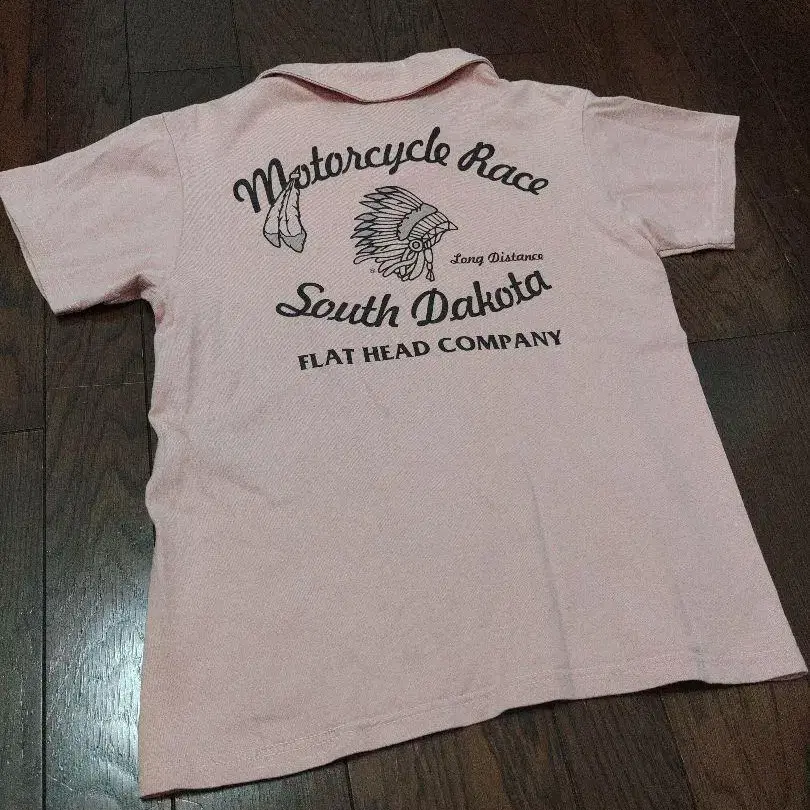 Motorcycle Race
Long Distance
®
South Dakota
FLAT HEAD COMPANY